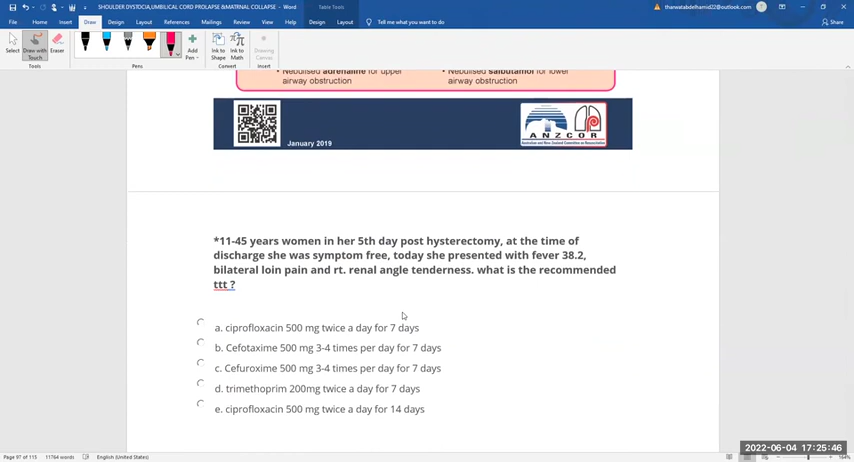 SHOULDER DYSTOCIA,UMBILICAL CORD PROLAPSE &MATRNAL COLLAPSE - Word
Table Tools
tharwatabdelhamid22@outlook.com
File Home Insert Draw Design Layout References Mailings Review View Help Design Layout Tell me what you want to do Share
Select Draw with Touch Eraser Add Pen Ink to Shape Ink to Math Drawing Canvas
Tools Pens Convert Insert
• Nebulised adrenaline for upper airway obstruction
• Nebulised salbutamol for lower airway obstruction
January 2019
ANZCOR
*11-45 years women in her 5th day post hysterectomy, at the time of
discharge she was symptom free, today she presented with fever 38.2,
bilateral loin pain and rt. renal angle tenderness. what is the recommended
ttt ?
a. ciprofloxacin 500 mg twice a day for 7 days
b. Cefotaxime 500 mg 3-4 times per day for 7 days
c. Cefuroxime 500 mg 3-4 times per day for 7 days
d. trimethoprim 200mg twice a day for 7 days
e. ciprofloxacin 500 mg twice a day for 14 days
2022-06-04 17:25:46
Page 97 of 115 11764 words English (United States) 164%